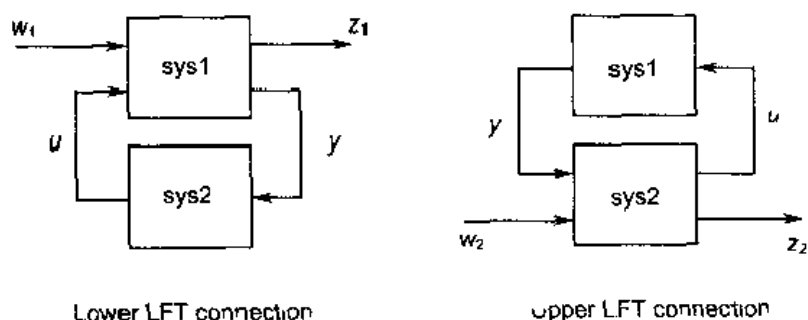 w1
z1
sys1
u
y
sys2
Lower LFT connection
sys1
y
u
sys2
w2
z2
Upper LFT connection